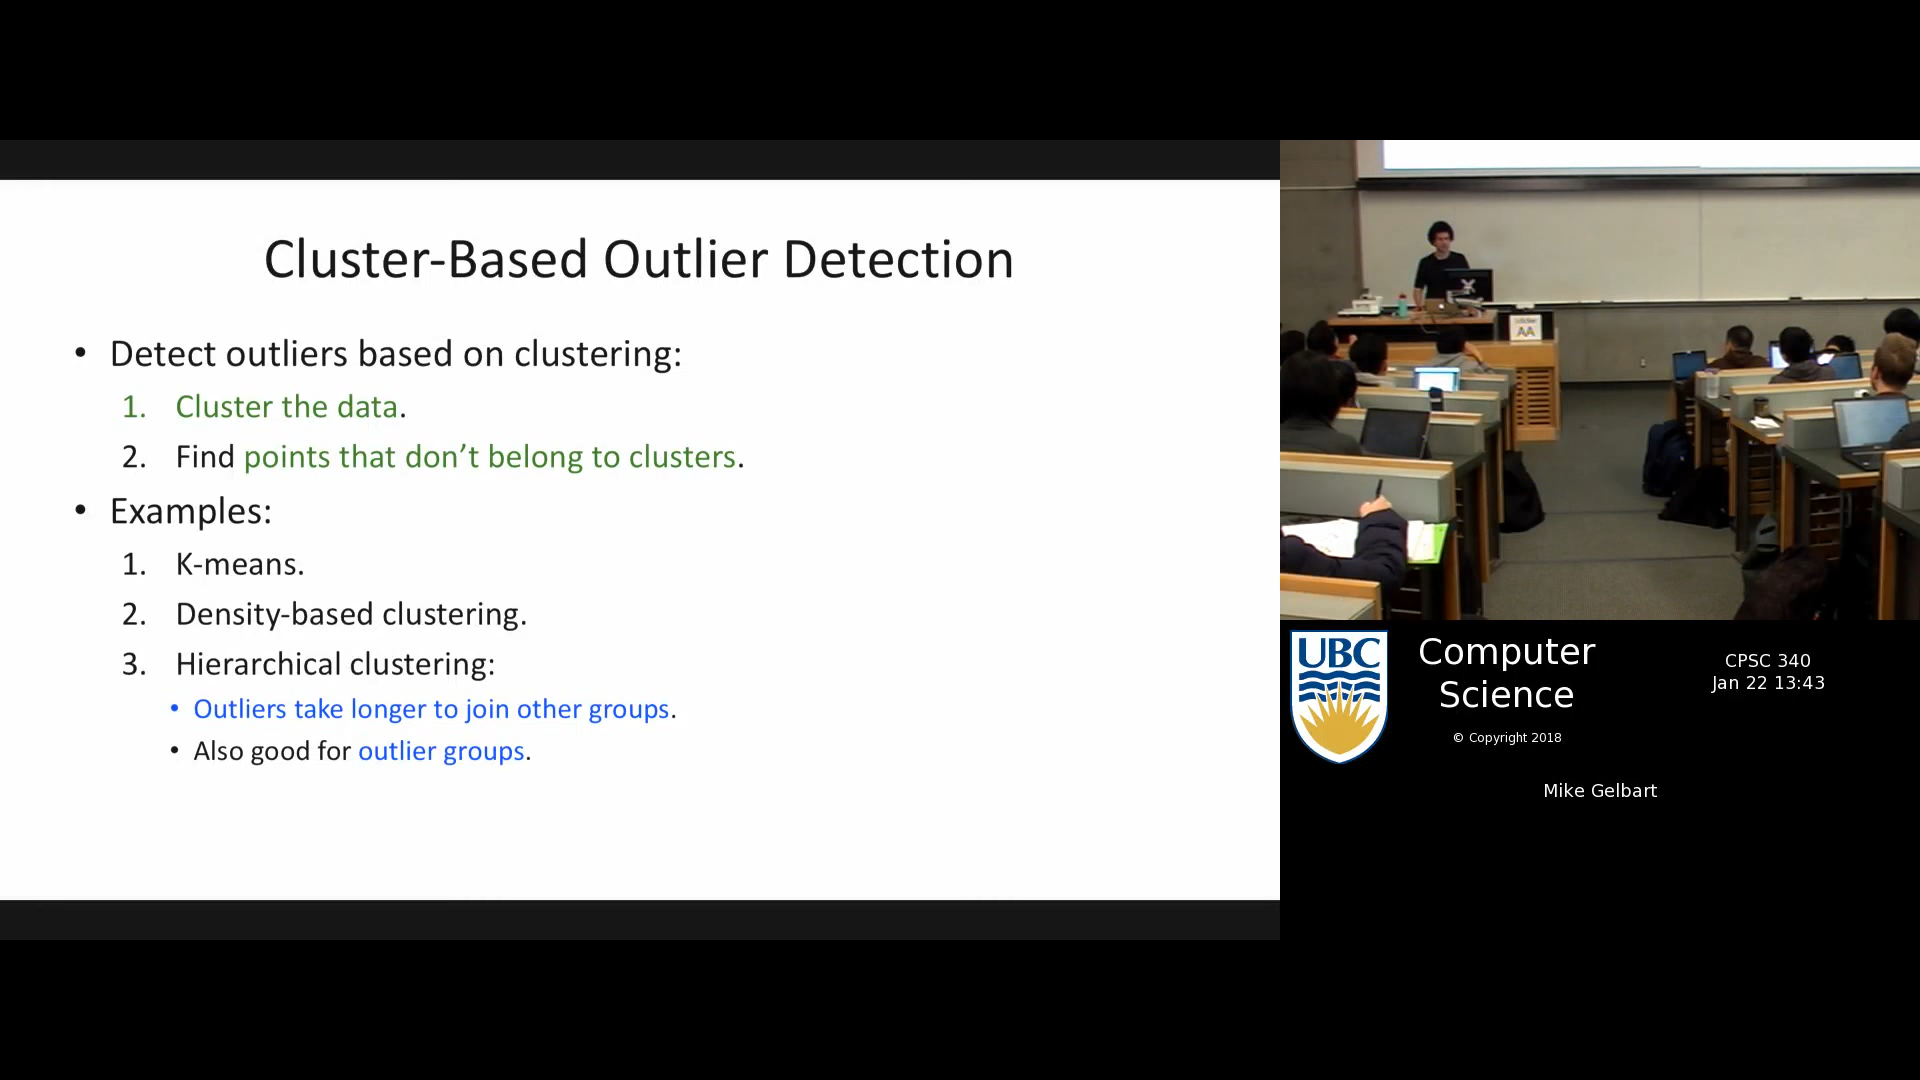 Cluster-Based Outlier Detection
• Detect outliers based on clustering:
1. Cluster the data.
2. Find points that don’t belong to clusters.
• Examples:
1. K-means.
2. Density-based clustering.
3. Hierarchical clustering:
• Outliers take longer to join other groups.
• Also good for outlier groups.
AA
UBC
Computer
Science
© Copyright 2018
CPSC 340
Jan 22 13:43
Mike Gelbart